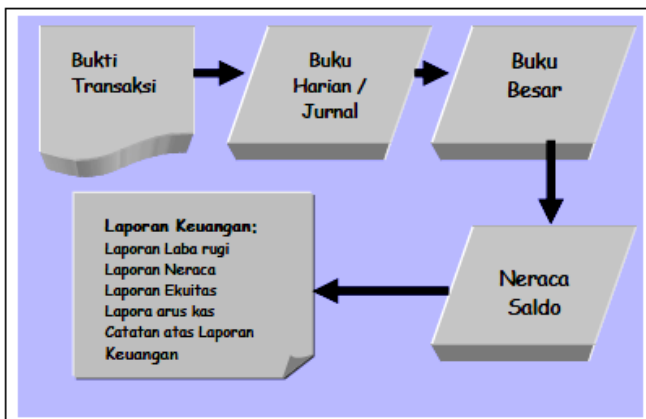 Bukti
Transaksi
Buku
Harian /
Jurnal
Buku
Besar
Neraca
Saldo
Laporan Keuangan:
Laporan Laba rugi
Laporan Neraca
Laporan Ekuitas
Lapora arus kas
Catatan atas Laporan
Keuangan